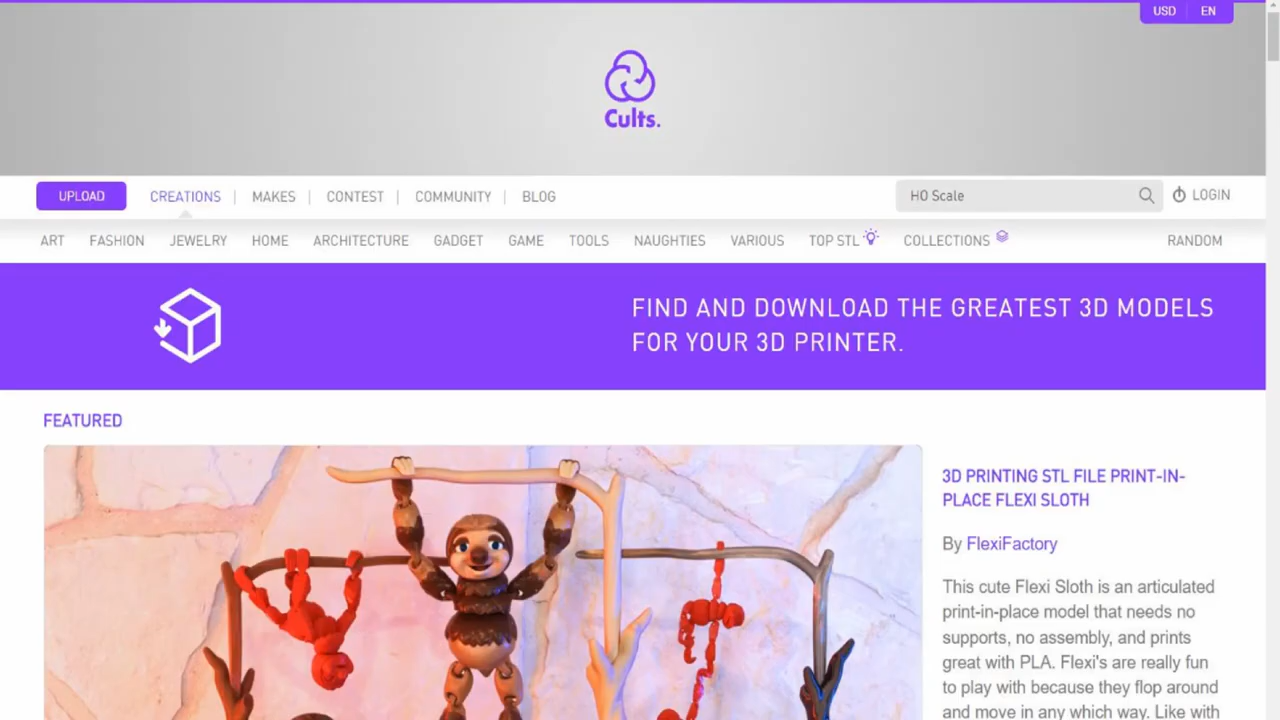 USD EN
Cults.
UPLOAD CREATIONS | MAKES | CONTEST | COMMUNITY | BLOG HO Scale LOGIN
ART FASHION JEWELRY HOME ARCHITECTURE GADGET GAME TOOLS NAUGHTIES VARIOUS TOP STL COLLECTIONS RANDOM
FIND AND DOWNLOAD THE GREATEST 3D MODELS
FOR YOUR 3D PRINTER.
FEATURED
3D PRINTING STL FILE PRINT-IN-
PLACE FLEXI SLOTH
By FlexiFactory
This cute Flexi Sloth is an articulated
print-in-place model that needs no
supports, no assembly, and prints
great with PLA. Flexi's are really fun
to play with because they flop around
and move in any which way. Like with